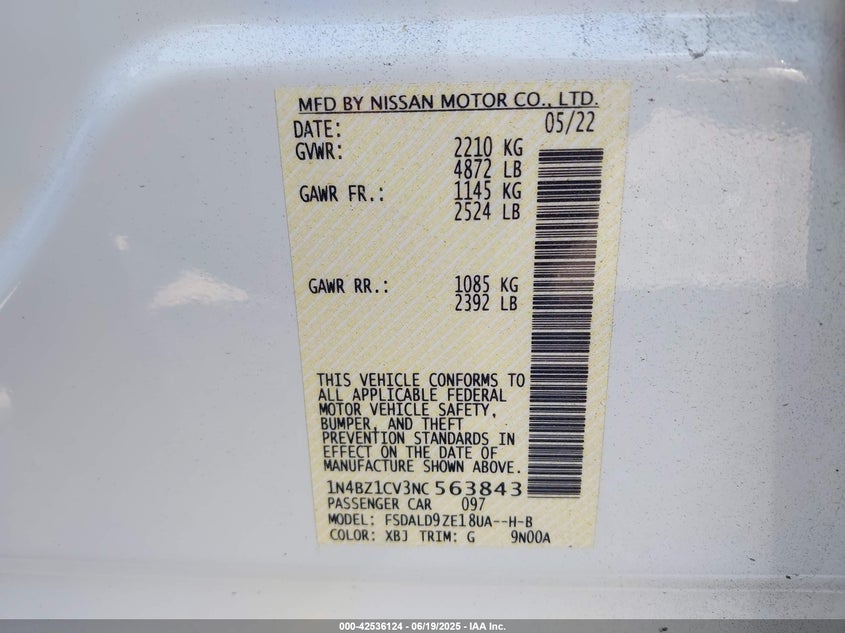 MFD BY NISSAN MOTOR CO., LTD.
DATE: 05/22
GVWR: 2210 KG
4872 LB
GAWR FR.: 1145 KG
2524 LB
GAWR RR.: 1085 KG
2392 LB
THIS VEHICLE CONFORMS TO
ALL APPLICABLE FEDERAL
MOTOR VEHICLE SAFETY,
BUMPER, AND THEFT
PREVENTION STANDARDS IN
EFFECT ON THE DATE OF
MANUFACTURE SHOWN ABOVE.
1N4BZ1CV3NC563843
PASSENGER CAR 097
MODEL: FSDALD9ZE18UA--H-B
COLOR: XBJ TRIM: G 9N00A
000-42536124 - 06/19/2025 - IAA Inc.